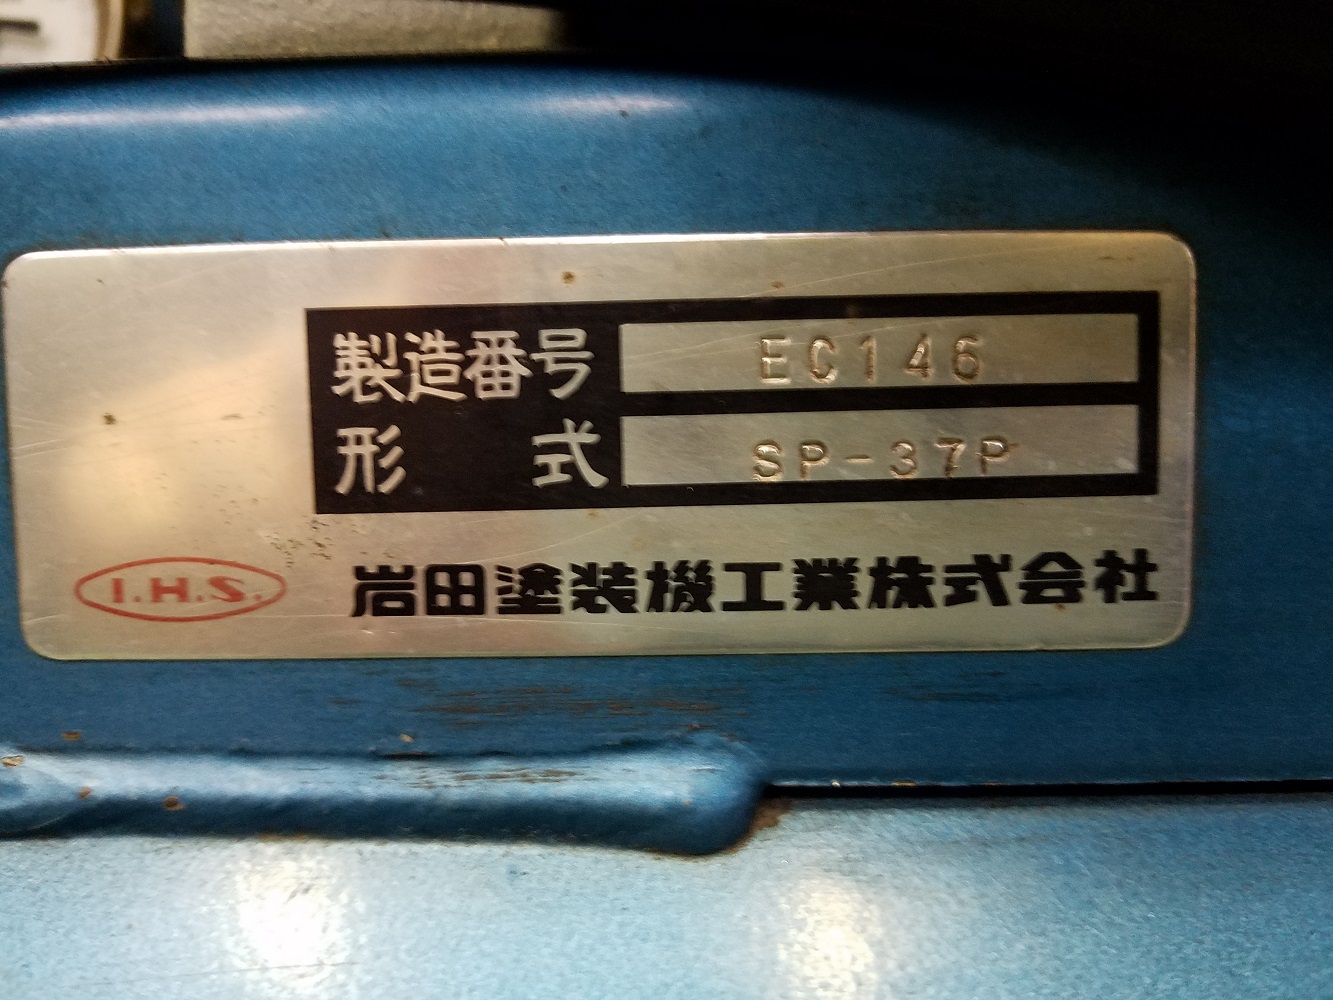 製造番号 EC146
形式 SP-37P
I.H.S. 岩田塗装機工業株式会社